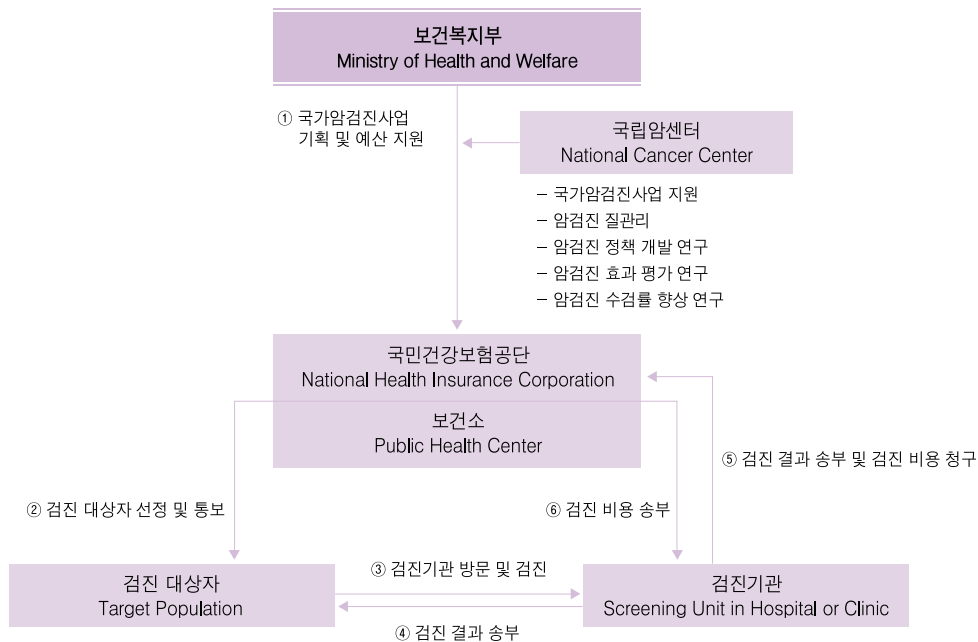 보건복지부
Ministry of Health and Welfare
① 국가암검진사업
기획 및 예산 지원
국립암센터
National Cancer Center
– 국가암검진사업 지원
– 암검진 질관리
– 암검진 정책 개발 연구
– 암검진 효과 평가 연구
– 암검진 수검률 향상 연구
국민건강보험공단
National Health Insurance Corporation
보건소
Public Health Center
⑤ 검진 결과 송부 및 검진 비용 청구
② 검진 대상자 선정 및 통보
⑥ 검진 비용 송부
검진 대상자
Target Population
③ 검진기관 방문 및 검진
④ 검진 결과 송부
검진기관
Screening Unit in Hospital or Clinic